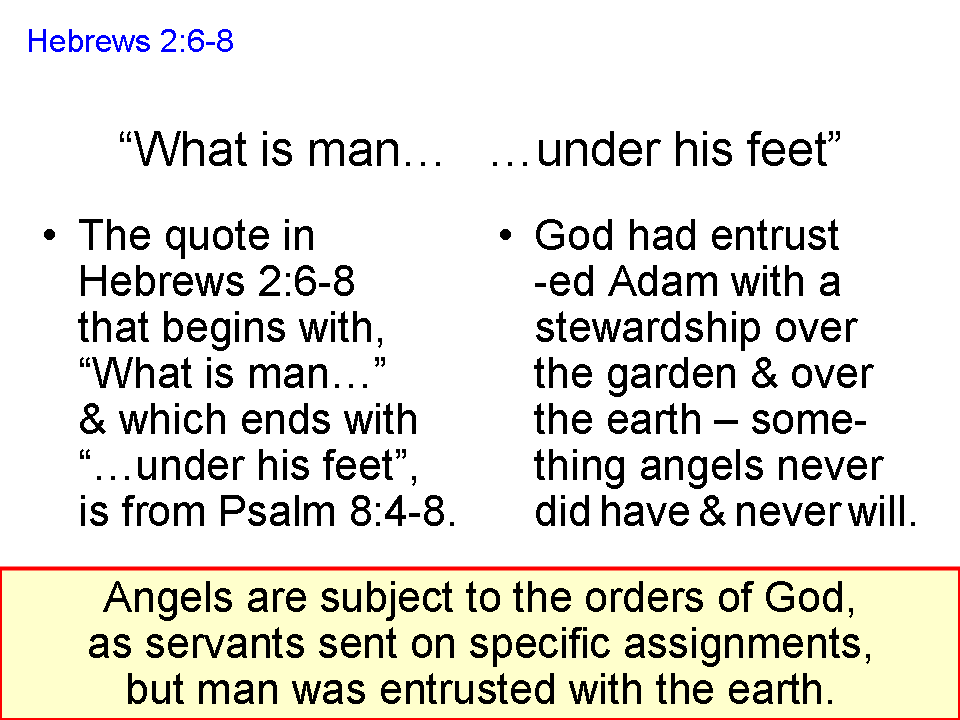 Hebrews 2:6-8
“What is man… …under his feet”
• The quote in
Hebrews 2:6-8
that begins with,
“What is man…”
& which ends with
“…under his feet”,
is from Psalm 8:4-8.
• God had entrust
-ed Adam with a
stewardship over
the garden & over
the earth – some-
thing angels never
did have & never will.
Angels are subject to the orders of God,
as servants sent on specific assignments,
but man was entrusted with the earth.